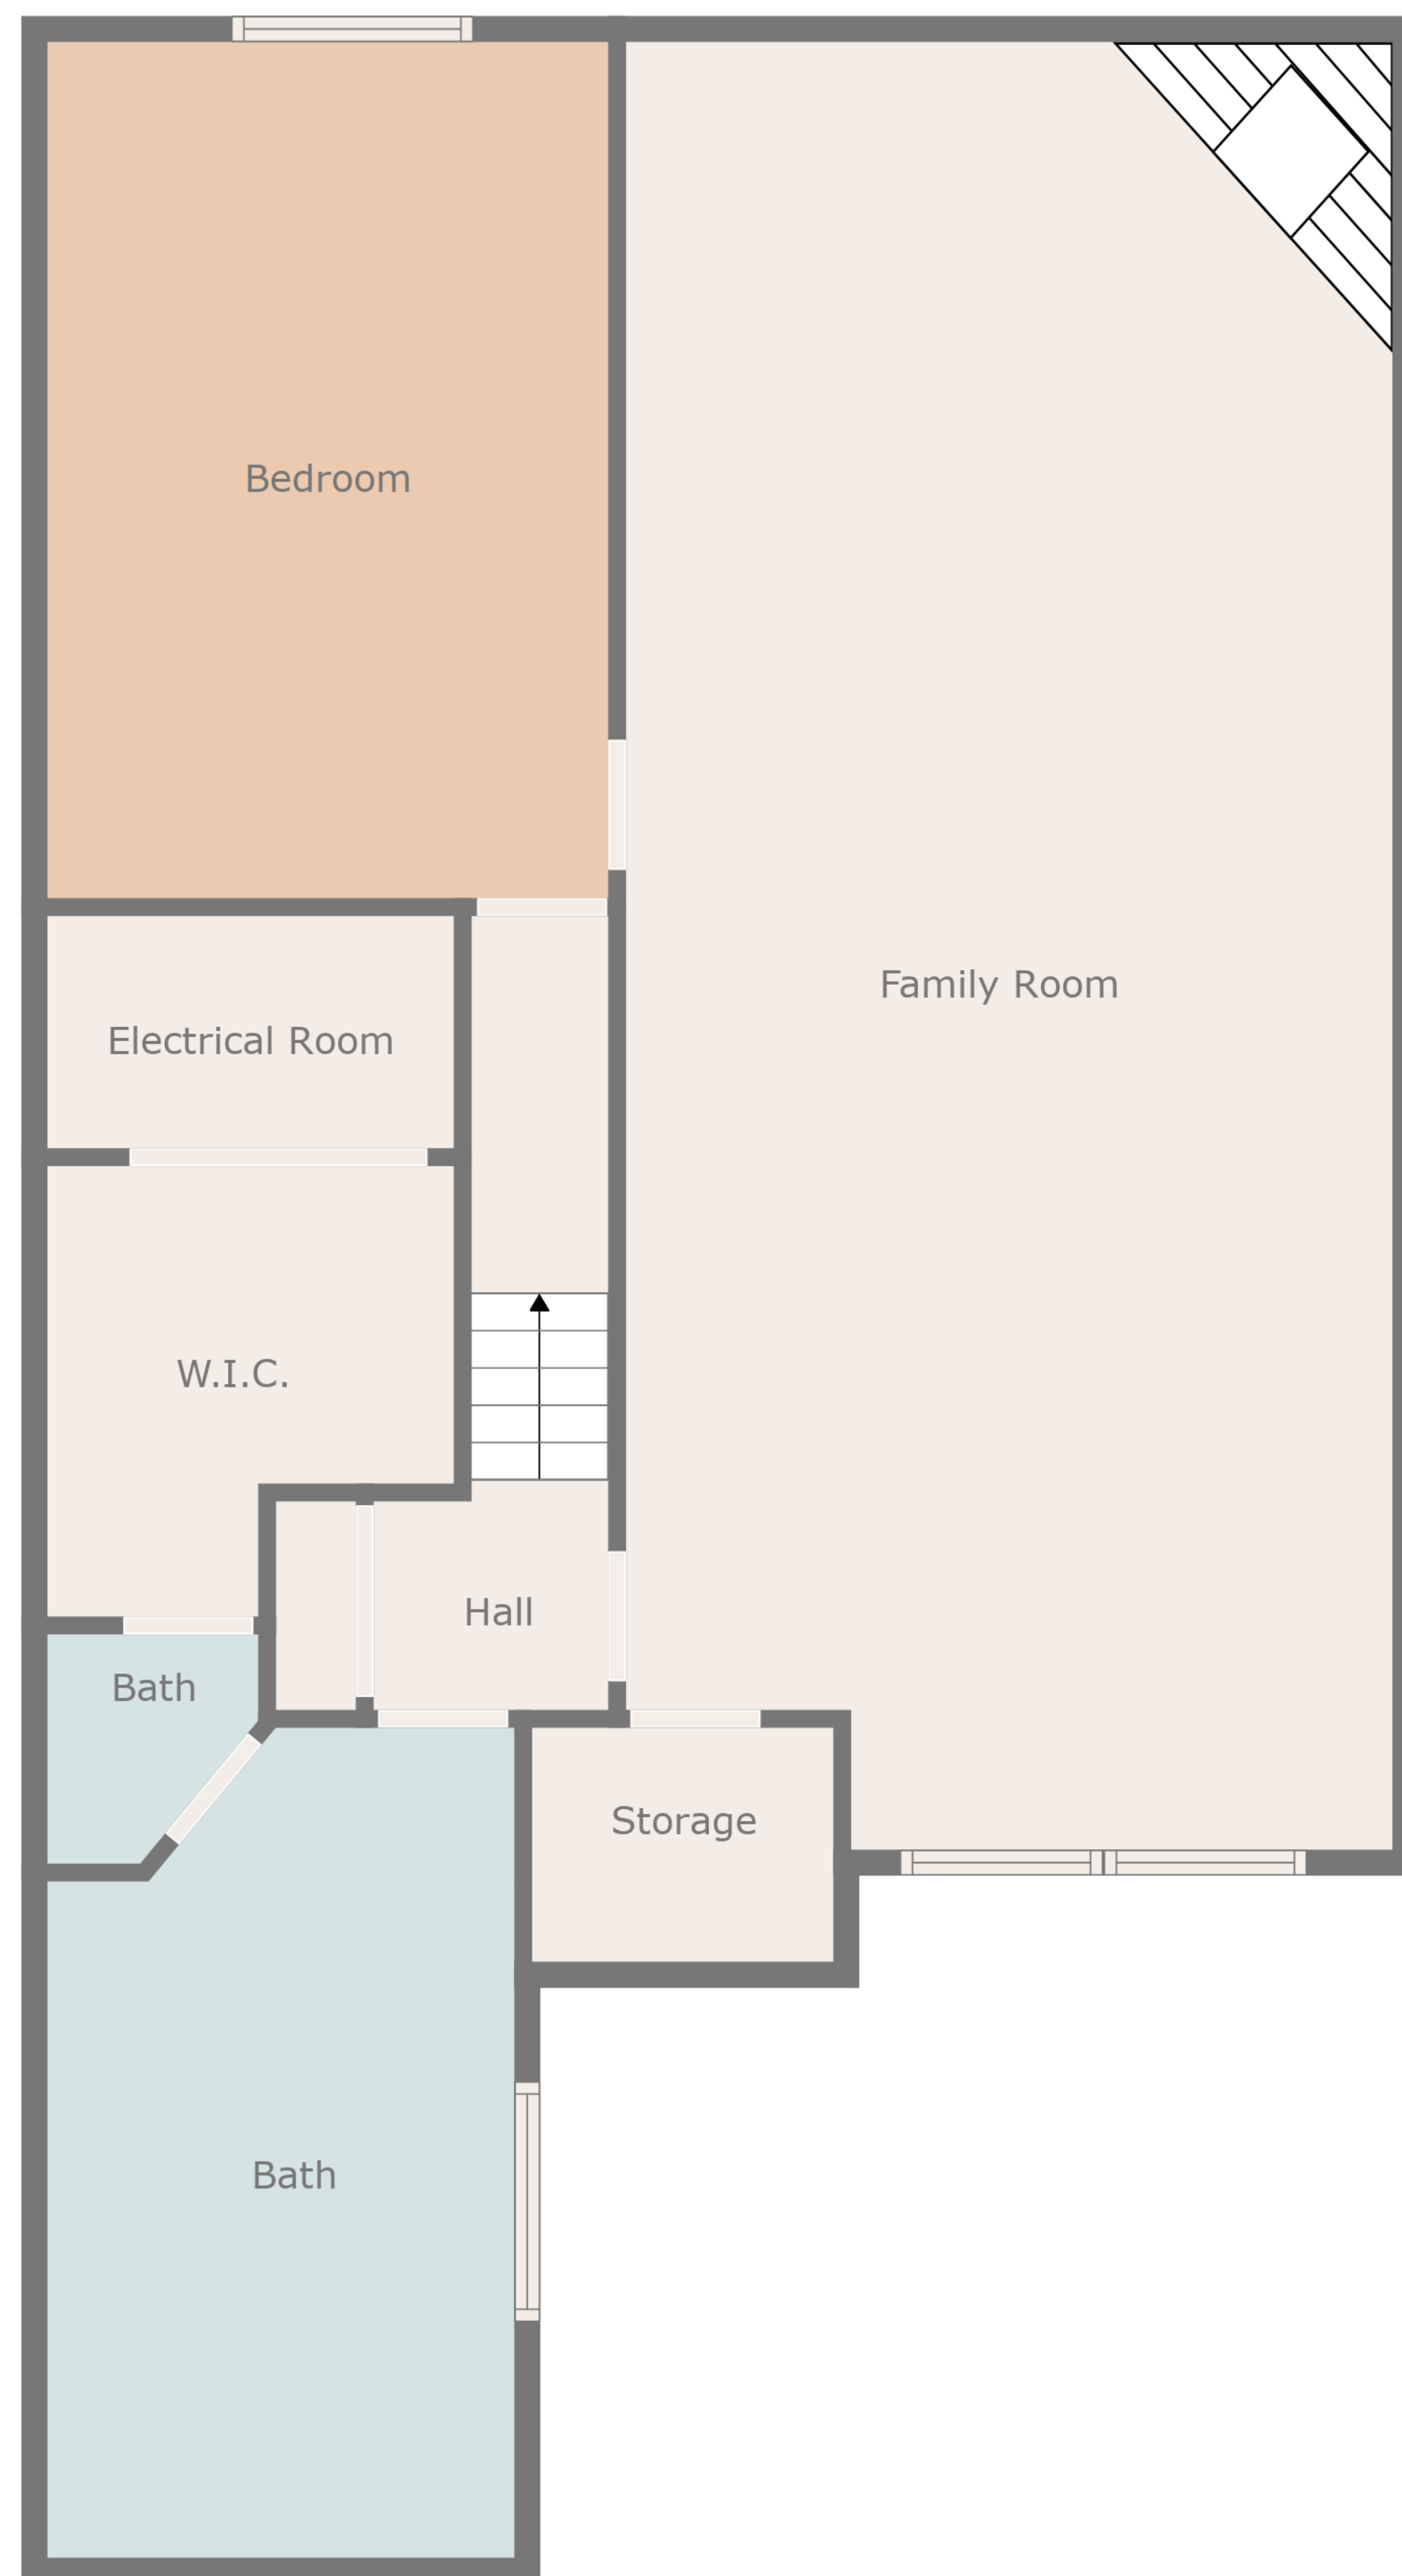 Bedroom
Family Room
Electrical Room
W.I.C.
Hall
Bath
Storage
Bath